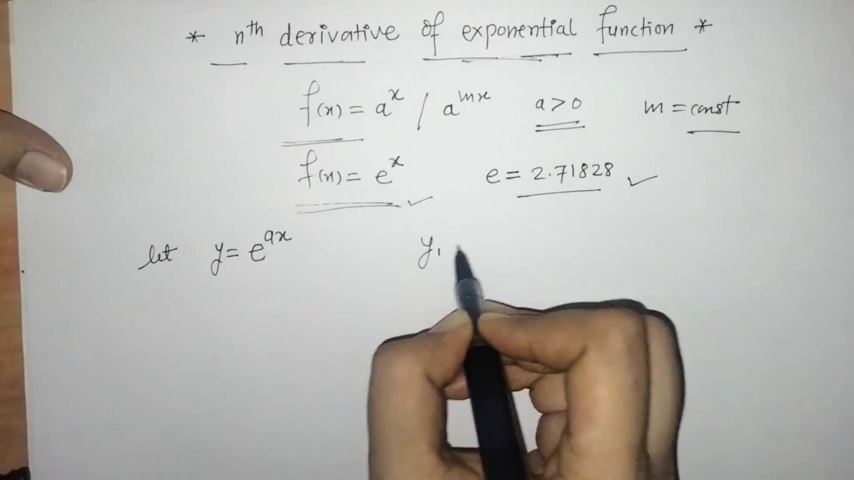 * nth derivative of exponential function *
f(x) = a^x / a^mx a > 0 m = const
f(x) = e^x e = 2.71828 ✓
let y = e^ax y₁